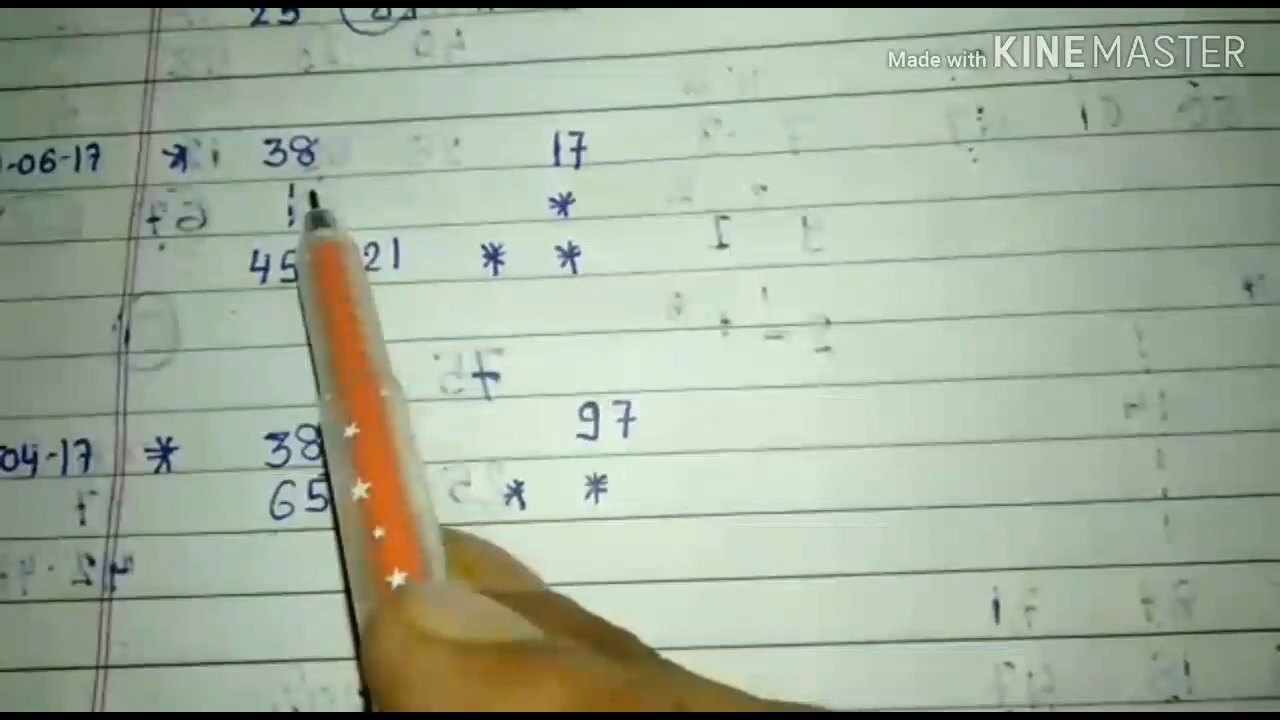 25
Made with KINEMASTER
-06-17 * 38 17
*
45 21 * *
97
04-17 * 38
65 * *